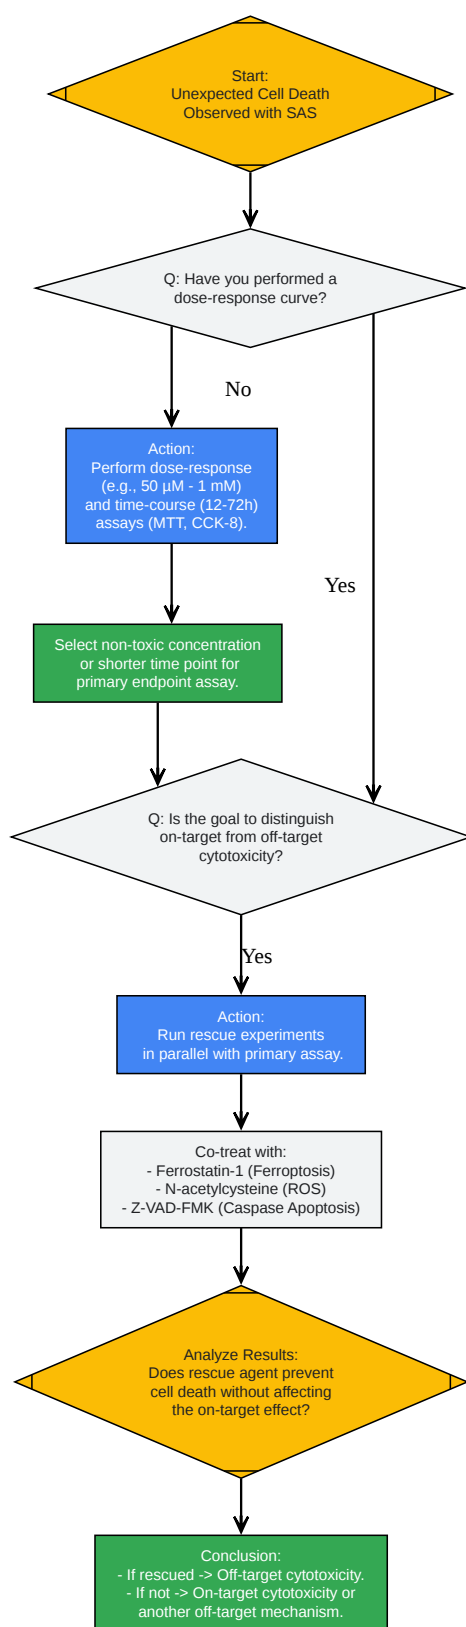 Start:
Unexpected Cell Death
Observed with SAS
Q: Have you performed a
dose-response curve?
No
Action:
Perform dose-response
(e.g., 50 µM - 1 mM)
and time-course (12-72h)
assays (MTT, CCK-8).
Yes
Select non-toxic concentration
or shorter time point for
primary endpoint assay.
Q: Is the goal to distinguish
on-target from off-target
cytotoxicity?
Yes
Action:
Run rescue experiments
in parallel with primary assay.
Co-treat with:
- Ferrostatin-1 (Ferroptosis)
- N-acetylcysteine (ROS)
- Z-VAD-FMK (Caspase Apoptosis)
Analyze Results:
Does rescue agent prevent
cell death without affecting
the on-target effect?
Conclusion:
- If rescued -> Off-target cytotoxicity.
- If not -> On-target cytotoxicity or
another off-target mechanism.